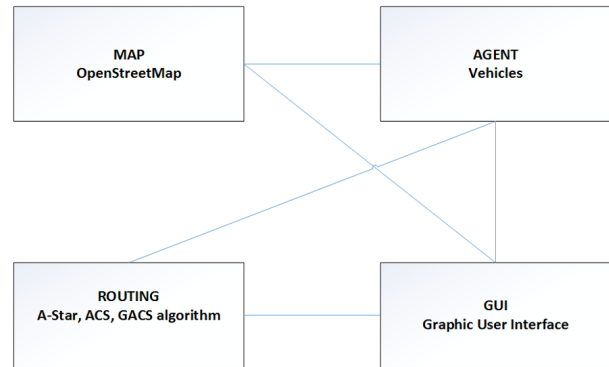 MAP
OpenStreetMap
AGENT
Vehicles
ROUTING
A-Star, ACS, GACS algorithm
GUI
Graphic User Interface